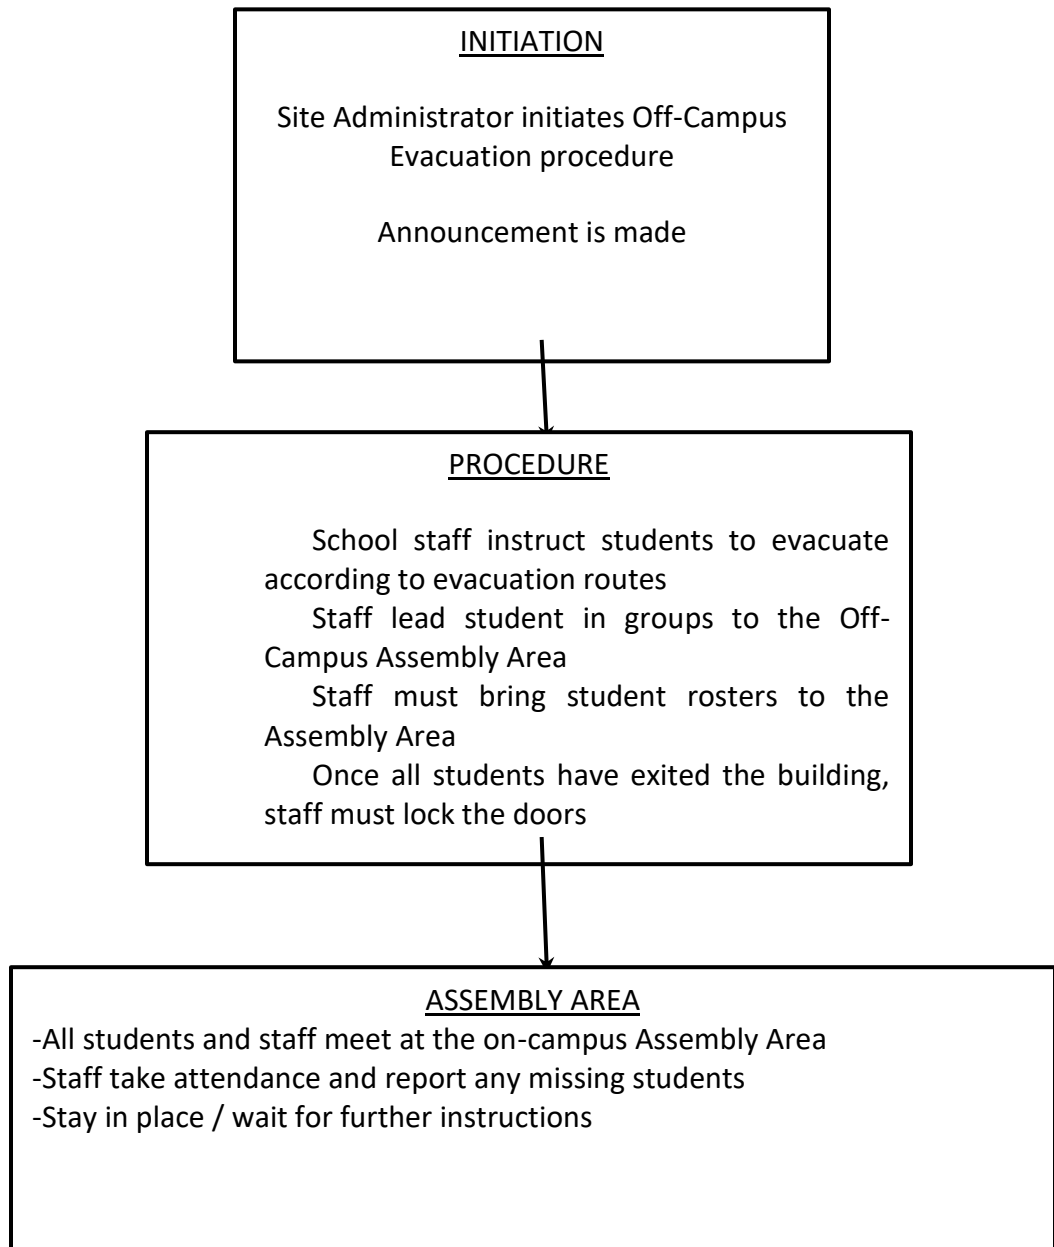 INITIATION
Site Administrator initiates Off-Campus
Evacuation procedure
Announcement is made
PROCEDURE
School staff instruct students to evacuate
according to evacuation routes
Staff lead student in groups to the Off-
Campus Assembly Area
Staff must bring student rosters to the
Assembly Area
Once all students have exited the building,
staff must lock the doors
ASSEMBLY AREA
-All students and staff meet at the on-campus Assembly Area
-Staff take attendance and report any missing students
-Stay in place / wait for further instructions